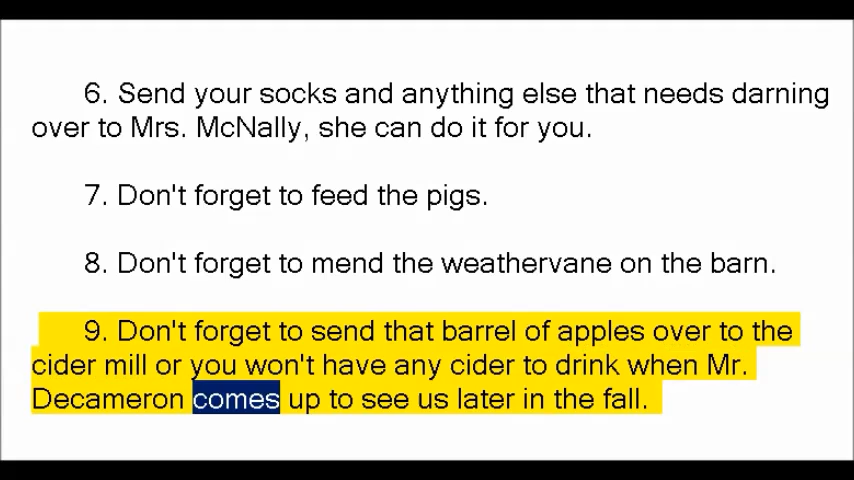 6. Send your socks and anything else that needs darning
over to Mrs. McNally, she can do it for you.
7. Don't forget to feed the pigs.
8. Don't forget to mend the weathervane on the barn.
9. Don't forget to send that barrel of apples over to the
cider mill or you won't have any cider to drink when Mr.
Decameron comes up to see us later in the fall.